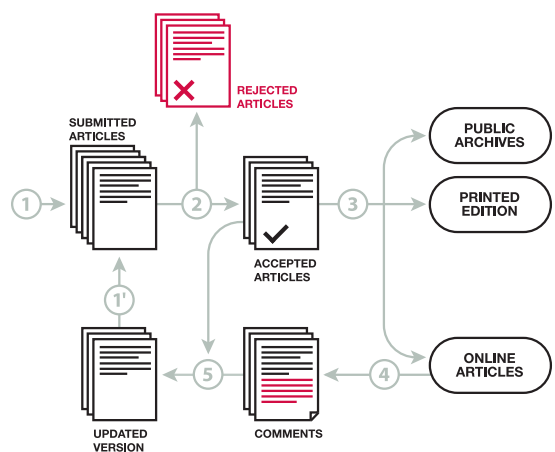 REJECTED
ARTICLES
SUBMITTED
ARTICLES
PUBLIC
ARCHIVES
1
2
3
PRINTED
EDITION
ACCEPTED
ARTICLES
1'
5
4
ONLINE
ARTICLES
UPDATED
VERSION
COMMENTS